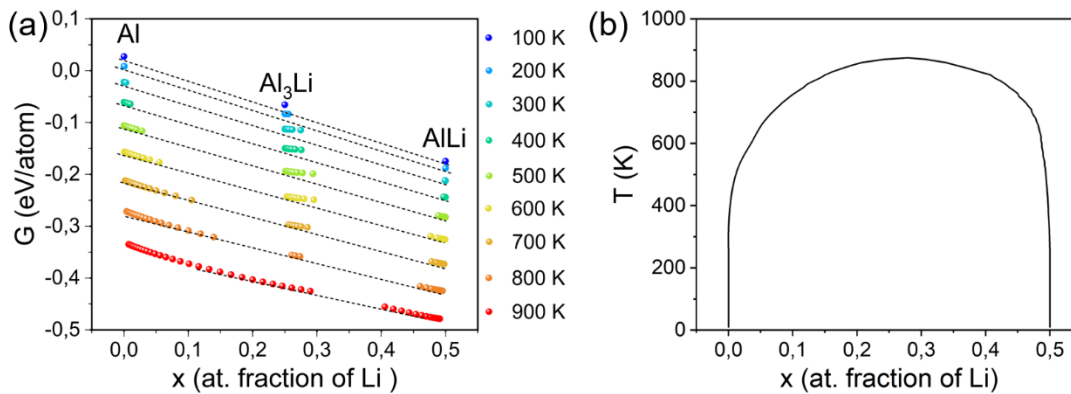 (a)
G (eV/atom)
0,1
0,0
-0,1
-0,2
-0,3
-0,4
-0,5
Al
Al₃Li
AlLi
0,0 0,1 0,2 0,3 0,4 0,5
x (at. fraction of Li )
100 K
200 K
300 K
400 K
500 K
600 K
700 K
800 K
900 K
(b)
T (K)
1000
800
600
400
200
0
0,0 0,1 0,2 0,3 0,4 0,5
x (at. fraction of Li)